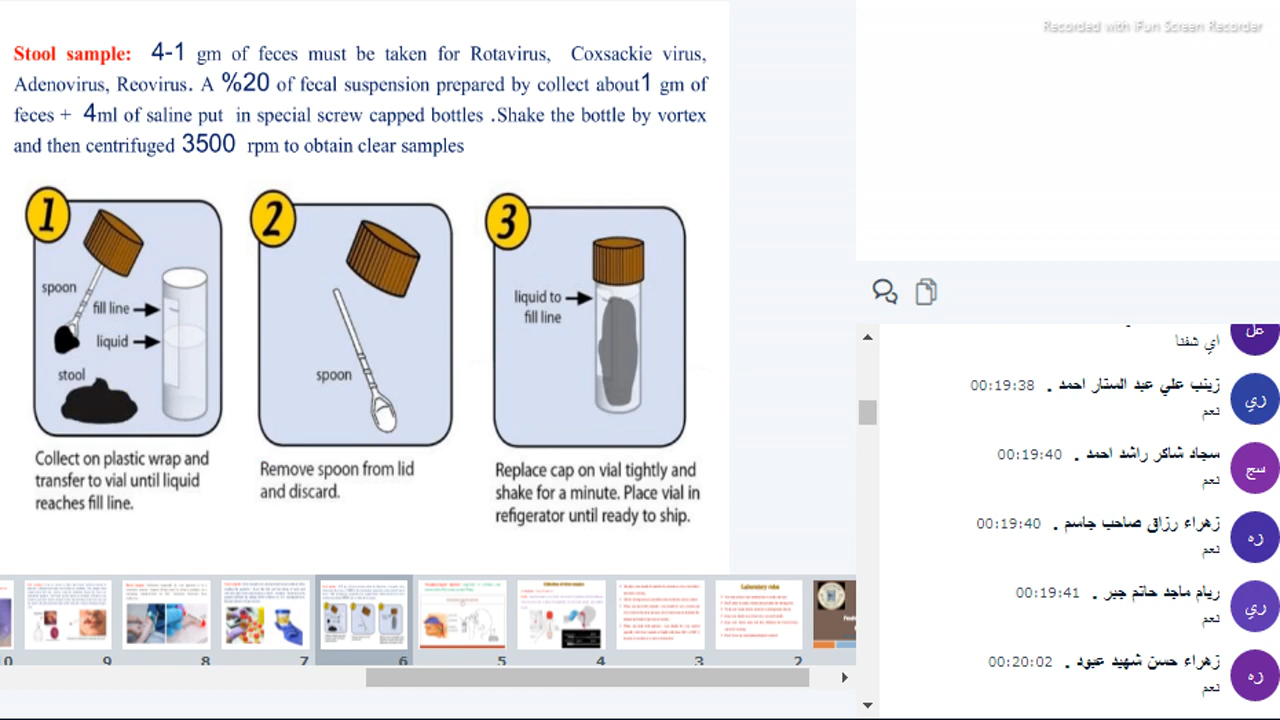 Recorded with iFun Screen Recorder
Stool sample: 4-1 gm of feces must be taken for Rotavirus, Coxsackie virus,
Adenovirus, Reovirus. A %20 of fecal suspension prepared by collect about1 gm of
feces + 4ml of saline put in special screw capped bottles .Shake the bottle by vortex
and then centrifuged 3500 rpm to obtain clear samples
1
spoon
fill line
liquid
stool
Collect on plastic wrap and
transfer to vial until liquid
reaches fill line.
2
spoon
Remove spoon from lid
and discard.
3
liquid to
fill line
Replace cap on vial tightly and
shake for a minute. Place vial in
refigerator until ready to ship.
0
9
8
7
6
5
4
3
2
Laboratory rules
عل
اي شفنا
زينب علي عبد الستار احمد . 00:19:38
زي
نعم
سجاد شاكر راشد احمد . 00:19:40
سج
نعم
زهراء رزاق صاحب جاسم . 00:19:40
زه
نعم
ريام ماجد حاتم جبر . 00:19:41
ري
نعم
زهراء حسن شهيد عبود . 00:20:02
زه
نعم